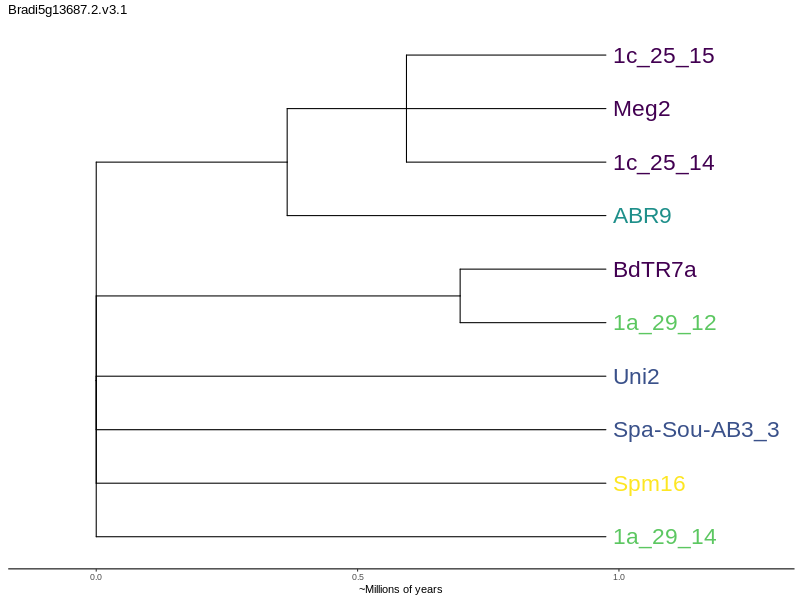 Bradi5g13687.2.v3.1
1c_25_15
Meg2
1c_25_14
ABR9
BdTR7a
1a_29_12
Uni2
Spa-Sou-AB3_3
Spm16
1a_29_14
0.0 0.5 1.0
~Millions of years